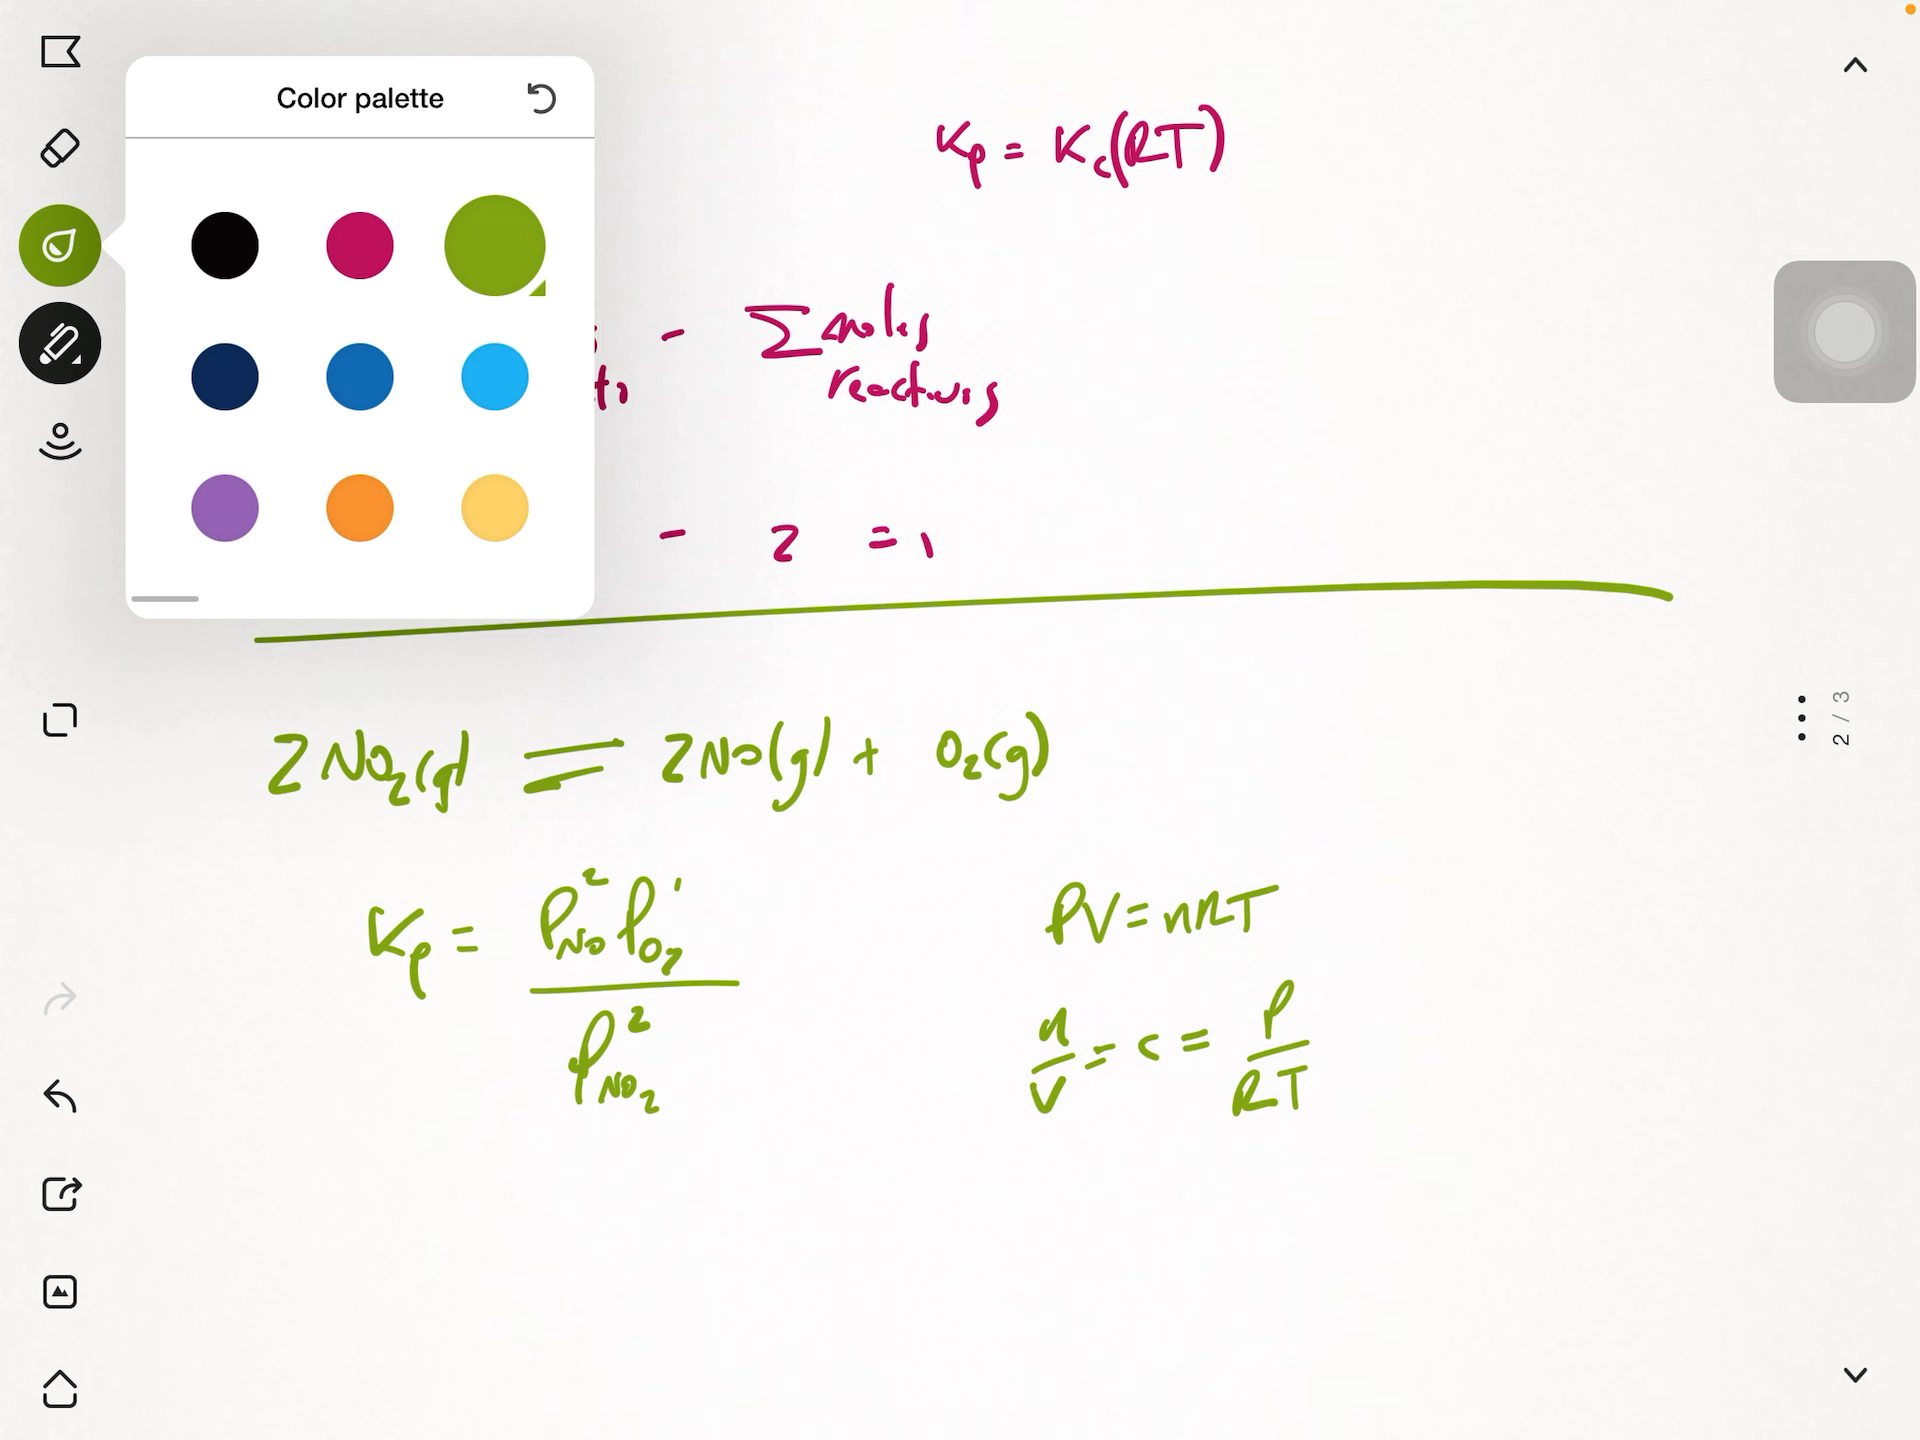 Color palette
Kp = Kc(RT)
- Σ moles
reactivis
- 2 = 1
2 / 3
2NO₂(g) ⇌ 2NO(g) + O₂(g)
Kp = P²NO P¹O₂ / P²NO₂
PV = nRT
n/V = c = P/RT